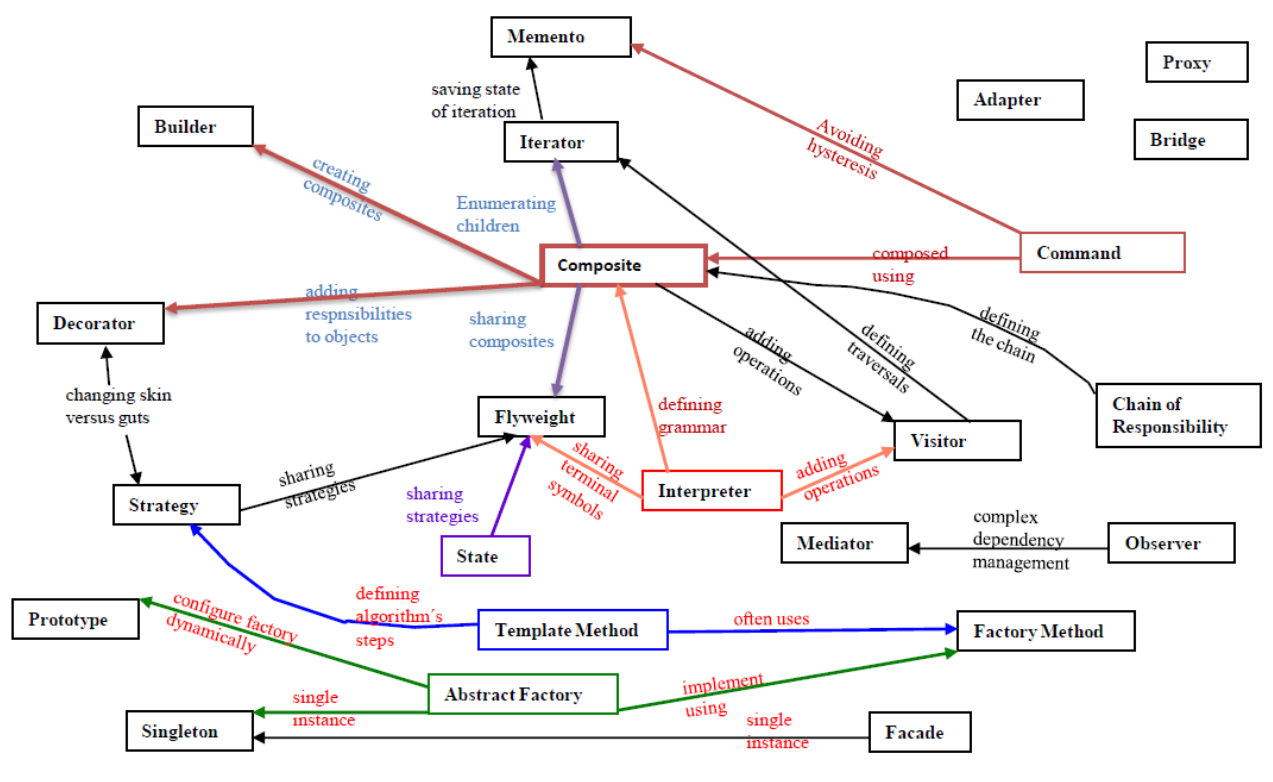 Memento
Proxy
Adapter
saving state
of iteration
Builder
Avoiding
hysteresis
Iterator
Bridge
creating
composites
Enumerating
children
Composite
composed
using
Command
adding
respnsibilities
to objects
sharing
composites
Decorator
adding
operations
defining
traversals
defining
the chain
changing skin
versus guts
Flyweight
defining
grammar
Visitor
Chain of
Responsibility
sharing
strategies
sharing
terminal
symbols
adding
operations
Strategy
sharing
strategies
Interpreter
State
Mediator
complex
dependency
management
Observer
Prototype
configure factory
dynamically
defining
algorithm´s
steps
Template Method
often uses
Factory Method
Abstract Factory
implement
using
single
instance
Singleton
single
instance
Facade